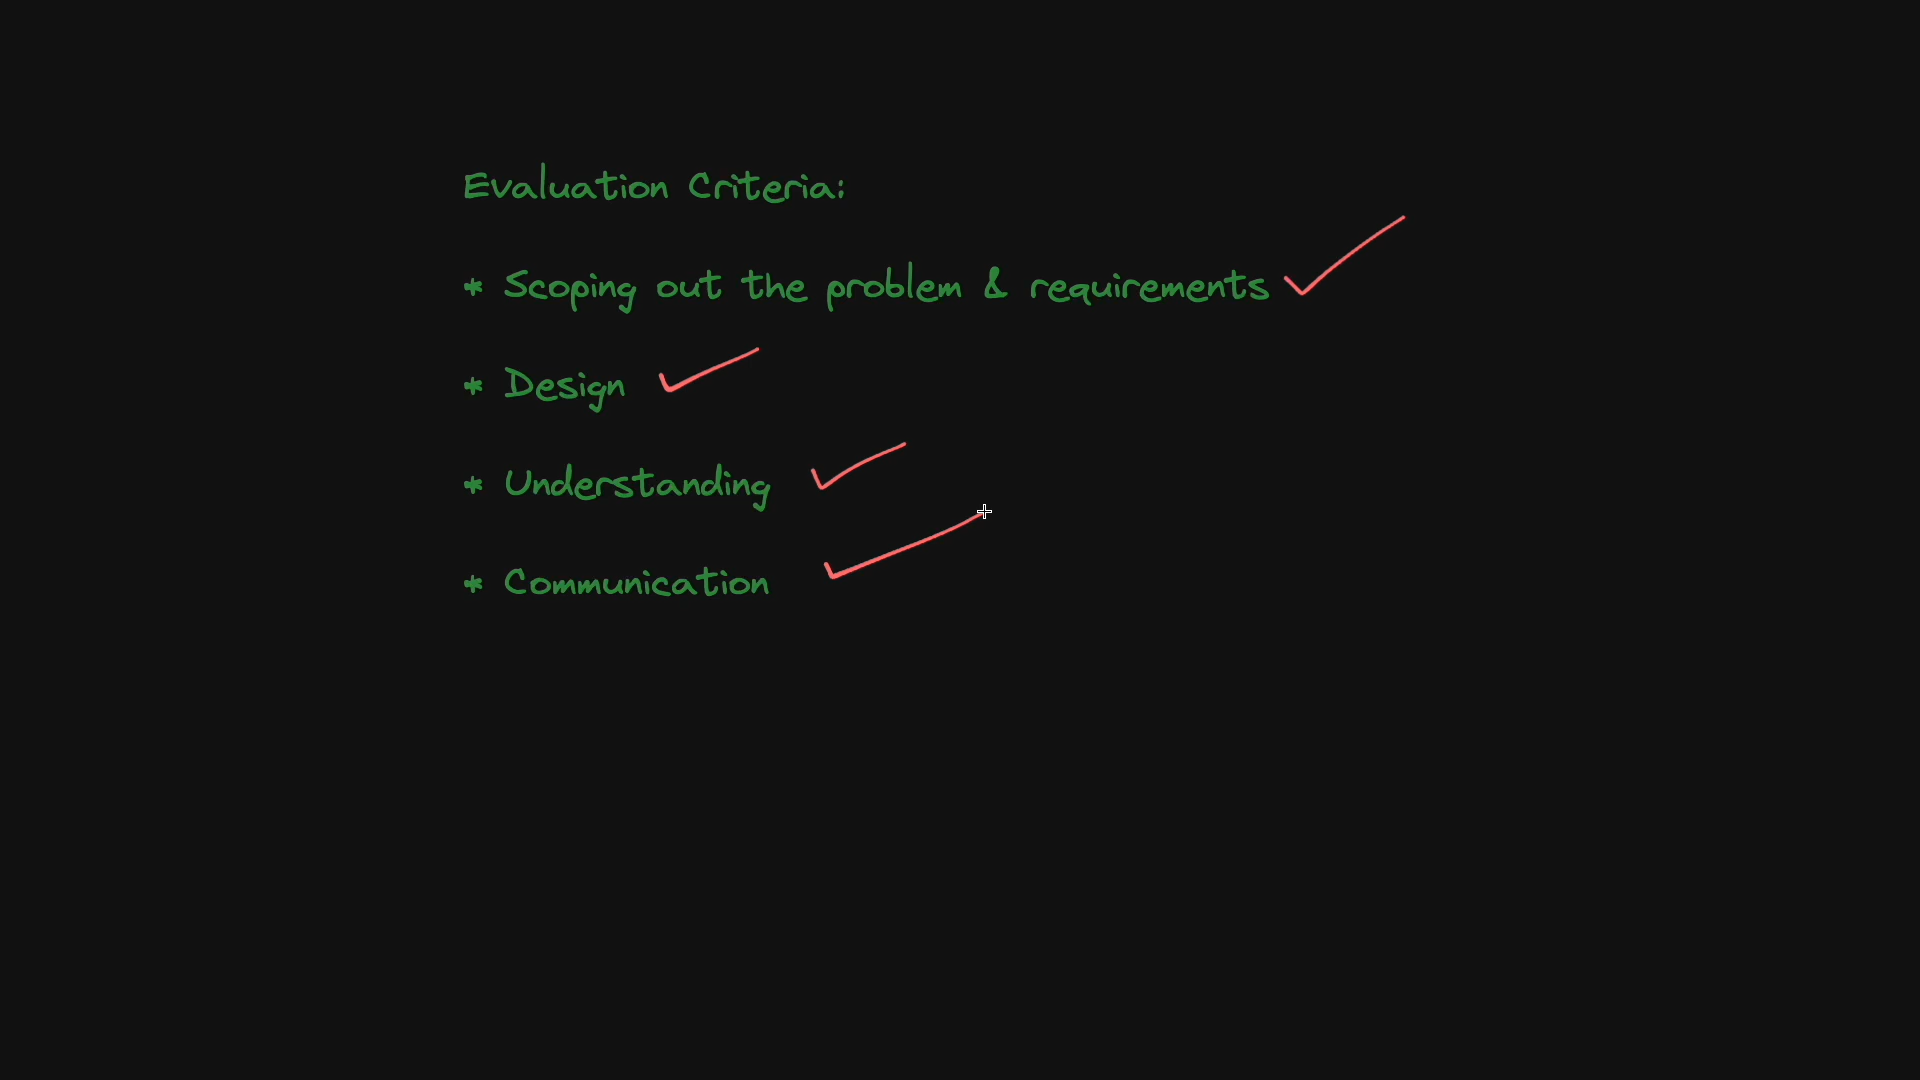 Evaluation Criteria:
* Scoping out the problem & requirements
* Design
* Understanding
* Communication